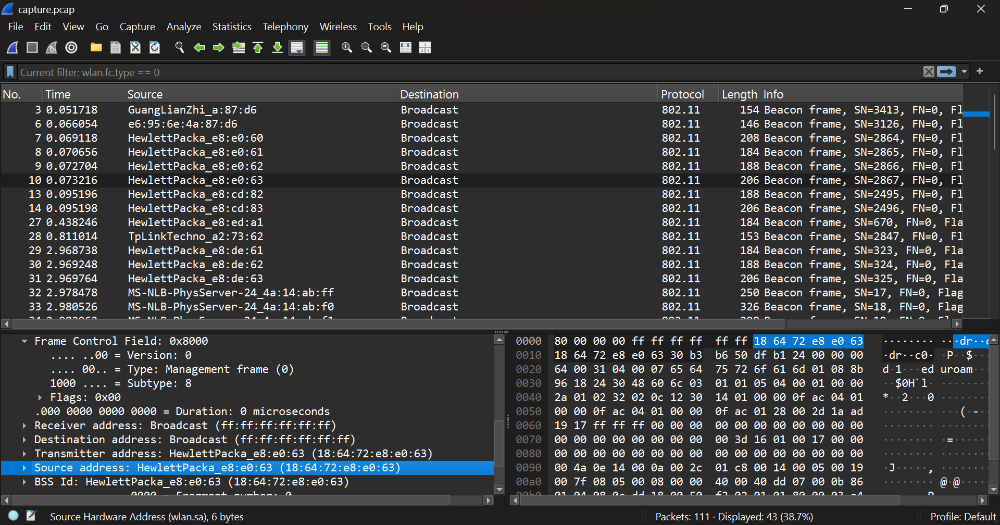 capture.pcap
File Edit View Go Capture Analyze Statistics Telephony Wireless Tools Help
Current filter: wlan.fc.type == 0
No. Time Source Destination Protocol Length Info
3 0.051718 GuangLianZhi_a:87:d6 Broadcast 802.11 154 Beacon frame, SN=3413, FN=0, Fl
6 0.066054 e6:95:6e:4a:87:d6 Broadcast 802.11 146 Beacon frame, SN=3126, FN=0, Fl
7 0.069118 HewlettPacka_e8:e0:60 Broadcast 802.11 208 Beacon frame, SN=2864, FN=0, Fl
8 0.070656 HewlettPacka_e8:e0:61 Broadcast 802.11 184 Beacon frame, SN=2865, FN=0, Fl
9 0.072704 HewlettPacka_e8:e0:62 Broadcast 802.11 188 Beacon frame, SN=2866, FN=0, Fl
10 0.073216 HewlettPacka_e8:e0:63 Broadcast 802.11 206 Beacon frame, SN=2867, FN=0, Fl
13 0.095196 HewlettPacka_e8:cd:82 Broadcast 802.11 188 Beacon frame, SN=2495, FN=0, Fl
14 0.095198 HewlettPacka_e8:cd:83 Broadcast 802.11 206 Beacon frame, SN=2496, FN=0, Fl
27 0.438246 HewlettPacka_e8:ed:a1 Broadcast 802.11 184 Beacon frame, SN=670, FN=0, Fla
28 0.811014 TpLinkTechno_a2:73:62 Broadcast 802.11 153 Beacon frame, SN=2847, FN=0, Fl
29 2.968738 HewlettPacka_e8:de:61 Broadcast 802.11 184 Beacon frame, SN=323, FN=0, Fla
30 2.969248 HewlettPacka_e8:de:62 Broadcast 802.11 188 Beacon frame, SN=324, FN=0, Fla
31 2.969764 HewlettPacka_e8:de:63 Broadcast 802.11 206 Beacon frame, SN=325, FN=0, Fla
32 2.978478 MS-NLB-PhysServer-24_4a:14:ab:ff Broadcast 802.11 250 Beacon frame, SN=17, FN=0, Flag
33 2.980526 MS-NLB-PhysServer-24_4a:14:ab:f0 Broadcast 802.11 326 Beacon frame, SN=18, FN=0, Flag
Frame Control Field: 0x8000
.... ..00 = Version: 0
.... 00.. = Type: Management frame (0)
1000 .... = Subtype: 8
Flags: 0x00
.000 0000 0000 0000 = Duration: 0 microseconds
Receiver address: Broadcast (ff:ff:ff:ff:ff:ff)
Destination address: Broadcast (ff:ff:ff:ff:ff:ff)
Transmitter address: HewlettPacka_e8:e0:63 (18:64:72:e8:e0:63)
Source address: HewlettPacka_e8:e0:63 (18:64:72:e8:e0:63)
BSS Id: HewlettPacka_e8:e0:63 (18:64:72:e8:e0:63)
0000 80 00 00 00 ff ff ff ff ff ff 18 64 72 e8 e0 63 ········ ···dr··c
0010 18 64 72 e8 e0 63 30 b3 b6 50 df b1 24 00 00 00 ·dr··c0· ·P··$···
0020 64 00 31 04 00 07 65 64 75 72 6f 61 6d 01 08 8b d·1···ed uroam···
0030 96 18 24 30 48 60 6c 03 01 01 05 04 00 01 00 00 ··$0H`l· ········
0040 2a 01 02 32 02 0c 12 30 14 01 00 00 0f ac 04 01 *··2···0 ········
0050 00 00 0f ac 04 01 00 00 0f ac 01 28 00 2d 1a ad ········ ···(·-··
0060 19 17 ff ff ff 00 00 00 00 00 00 00 00 00 00 00 ········ ········
0070 00 00 00 00 00 00 00 00 00 3d 16 01 00 17 00 00 ········ ·=······
0080 00 00 00 00 00 00 00 00 00 00 00 00 00 00 00 00 ········ ········
0090 00 4a 0e 14 00 0a 00 2c 01 c8 00 14 00 05 00 19 ·J·····, ········
00a0 00 7f 08 05 00 08 00 00 40 00 40 dd 07 00 0b 86 ········ @·@·····
Source Hardware Address (wlan.sa), 6 bytes
Packets: 111 · Displayed: 43 (38.7%)
Profile: Default